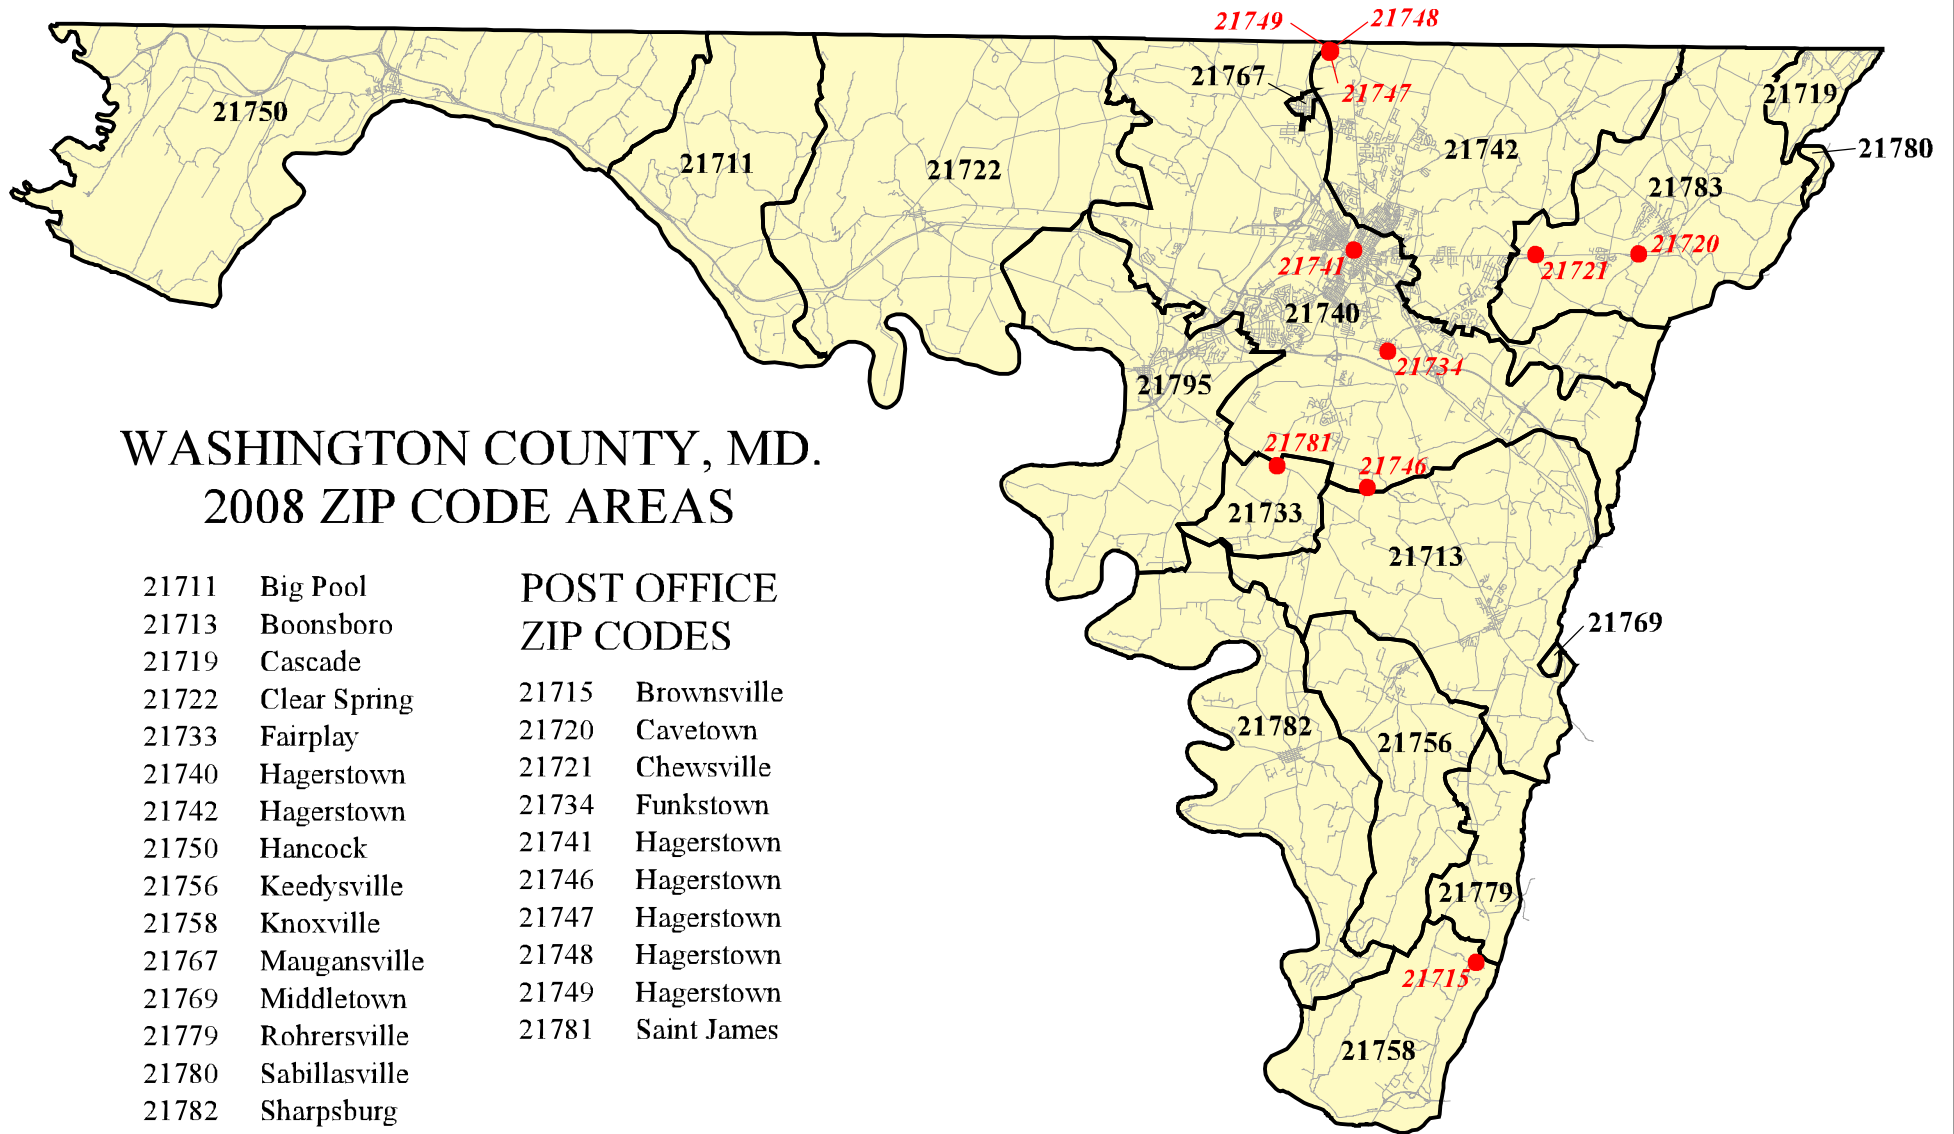 21749
21748
21767
21747
21750
21711
21722
21742
21719
21780
21783
21741
21721
21720
21740
21734
21795
21781
21746
21733
21713
21769
21782
21756
21779
21715
21758
WASHINGTON COUNTY, MD.
2008 ZIP CODE AREAS
21711 Big Pool
21713 Boonsboro
21719 Cascade
21722 Clear Spring
21733 Fairplay
21740 Hagerstown
21742 Hagerstown
21750 Hancock
21756 Keedysville
21758 Knoxville
21767 Maugansville
21769 Middletown
21779 Rohrersville
21780 Sabillasville
21782 Sharpsburg
POST OFFICE
ZIP CODES
21715 Brownsville
21720 Cavetown
21721 Chewsville
21734 Funkstown
21741 Hagerstown
21746 Hagerstown
21747 Hagerstown
21748 Hagerstown
21749 Hagerstown
21781 Saint James